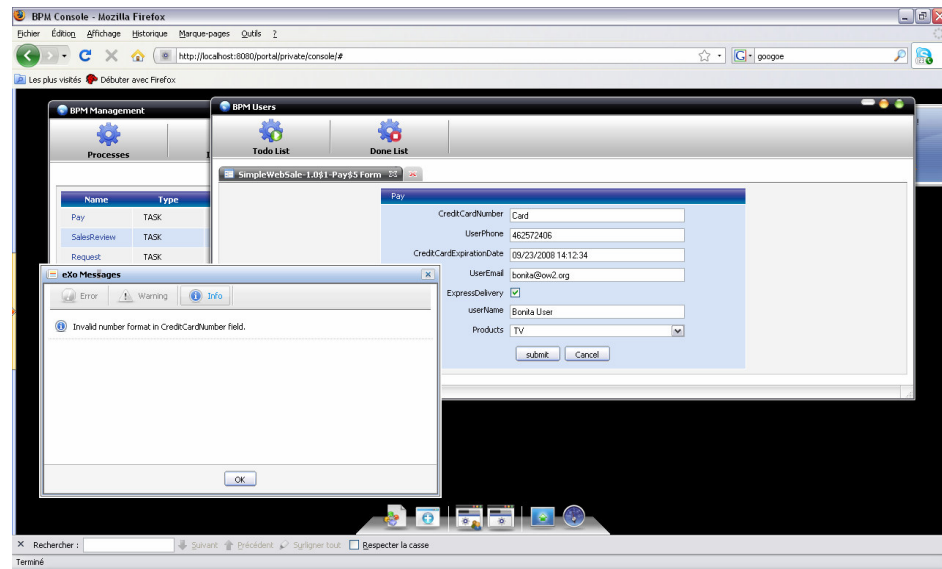 BPM Console - Mozilla Firefox
Fichier Édition Affichage Historique Marque-pages Outils ?
http://localhost:8080/portal/private/console/#
G googoe
Les plus visités Débuter avec Firefox
BPM Management
BPM Users
Processes
Todo List Done List
SimpleWebSale-1.0$1-Pay$5 Form
Name Type
Pay TASK
SalesReview TASK
Request TASK
Pay
CreditCardNumber Card
UserPhone 462572406
CreditCardExpirationDate 09/23/2008 14:12:34
UserEmail bonita@ow2.org
ExpressDelivery
userName Bonita User
Products TV
submit Cancel
eXo Messages
Error Warning Info
Invalid number format in CreditCardNumber field.
OK
Rechercher : Suivant Précédent Surligner tout Respecter la casse
Terminé